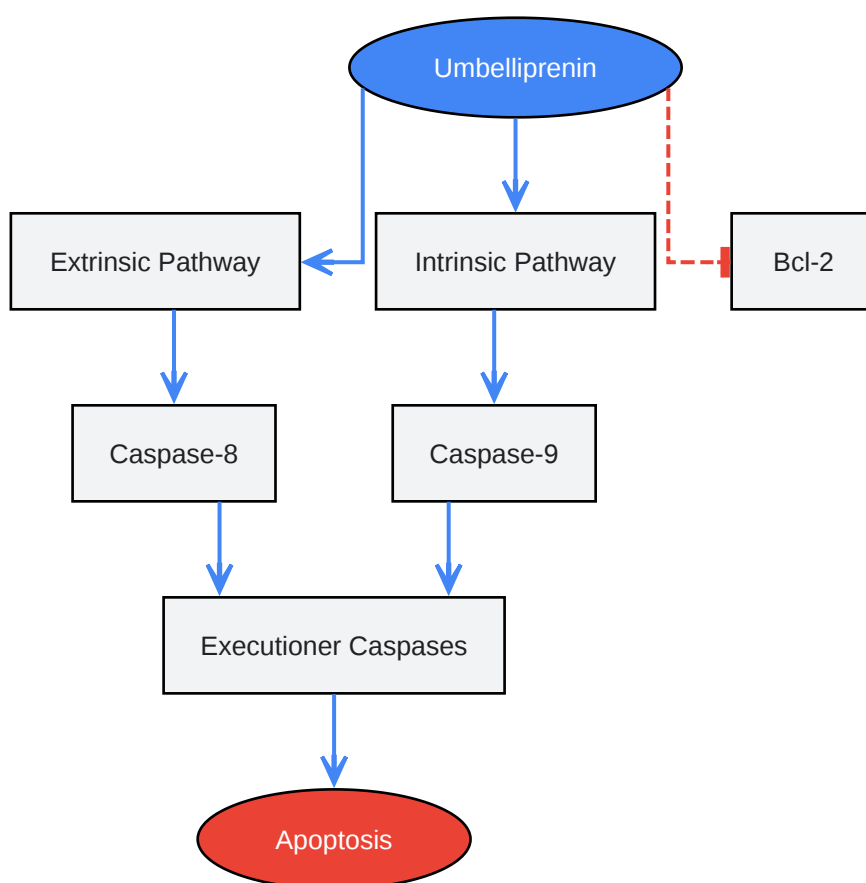 Umbelliprenin
Extrinsic Pathway
Intrinsic Pathway
Bcl-2
Caspase-8
Caspase-9
Executioner Caspases
Apoptosis